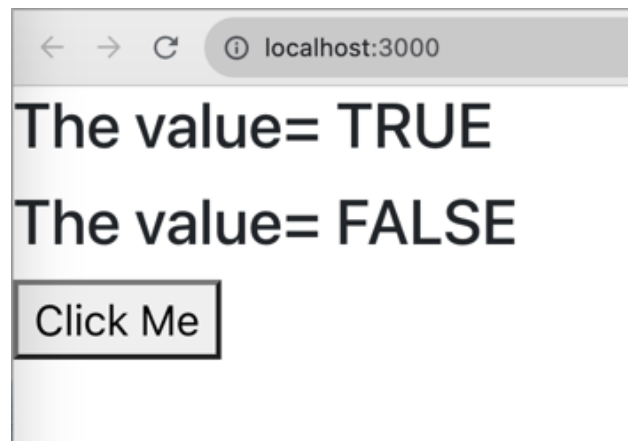 localhost:3000
The value= TRUE
The value= FALSE
Click Me